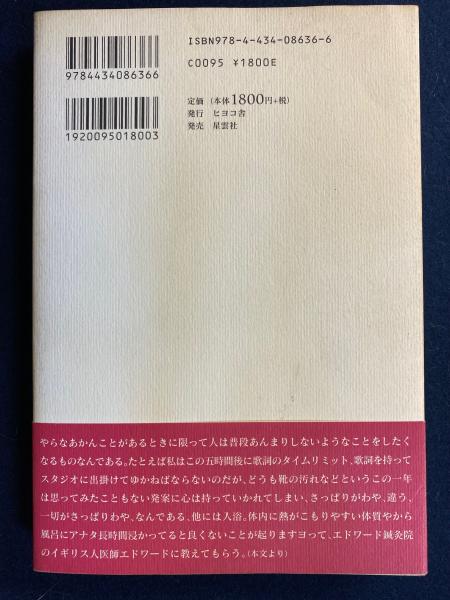 ISBN978-4-434-08636-6
C0095 ¥1800E
9784434086366
定価 (本体1800円+税)
発行 ヒヨコ舎
発売 星雲社
1920095018003
やらなあかんことがあるときに限って人は普段あんまりしないようなことをしたく
なるものなんである。たとえば私はこの五時間後に歌詞のタイムリミット、歌詞を持って
スタジオに出掛けてゆかねばならないのだが、どうも靴の汚れなどというこの一年
は思ってみたこともない発案に心は持っていかれてしまい、さっぱりがわや、違う、
一切がさっぱりわや、なんである。他には入浴。体内に熱がこもりやすい体質やから
風呂にアナタ長時間浸かってると良くないことが起りますヨって、エドワード鍼灸院
のイギリス人医師エドワードに教えてもらう。(本文より)